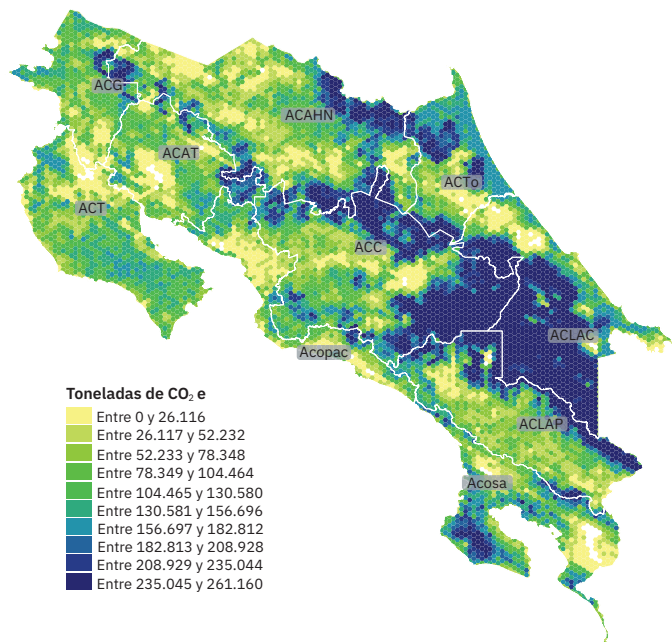 ACG
ACAHN
ACAT
ACTo
ACT
ACC
Acopac
ACLAC
ACLAP
Acosa
Toneladas de CO₂ e
Entre 0 y 26.116
Entre 26.117 y 52.232
Entre 52.233 y 78.348
Entre 78.349 y 104.464
Entre 104.465 y 130.580
Entre 130.581 y 156.696
Entre 156.697 y 182.812
Entre 182.813 y 208.928
Entre 208.929 y 235.044
Entre 235.045 y 261.160